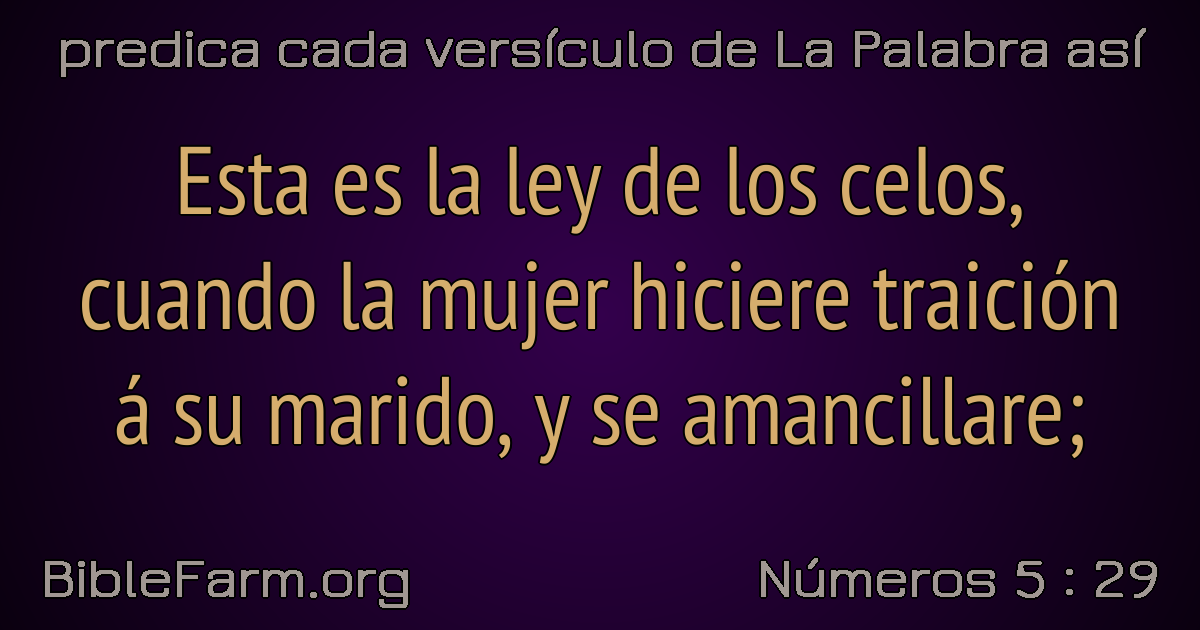 predica cada versículo de La Palabra así
Esta es la ley de los celos,
cuando la mujer hiciere traición
á su marido, y se amancillare;
BibleFarm.org
Números 5 : 29